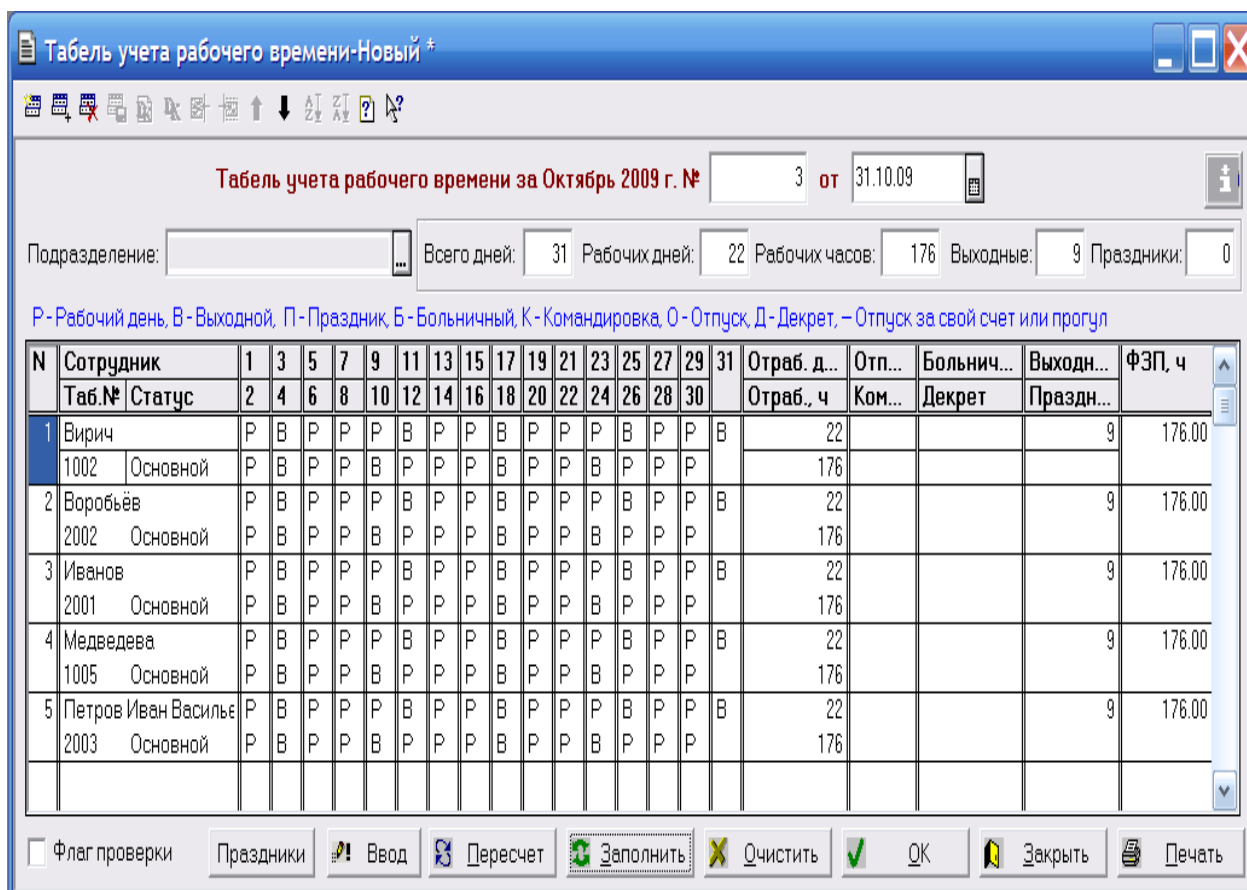 Табель учета рабочего времени-Новый *
Табель учета рабочего времени за Октябрь 2009 г. № 3 от 31.10.09
Подразделение: ... Всего дней: 31 Рабочих дней: 22 Рабочих часов: 176 Выходные: 9 Праздники: 0
Р - Рабочий день, В - Выходной, П - Праздник, Б - Больничный, К - Командировка, О - Отпуск, Д - Декрет, – Отпуск за свой счет или прогул
N Сотрудник 1 3 5 7 9 11 13 15 17 19 21 23 25 27 29 31 Отраб. д... Отп... Больнич... Выходн... ФЗП, ч
Таб.№ Статус 2 4 6 8 10 12 14 16 18 20 22 24 26 28 30 Отраб., ч Ком... Декрет Праздн...
1 Вирич Р В Р Р Р В Р Р В Р Р Р В Р Р В 22 9 176.00
1002 Основной Р В Р Р В Р Р Р В Р Р В Р Р Р 176
2 Воробьёв Р В Р Р Р В Р Р В Р Р Р В Р Р В 22 9 176.00
2002 Основной Р В Р Р В Р Р Р В Р Р В Р Р Р 176
3 Иванов Р В Р Р Р В Р Р В Р Р Р В Р Р В 22 9 176.00
2001 Основной Р В Р Р В Р Р Р В Р Р В Р Р Р 176
4 Медведева Р В Р Р Р В Р Р В Р Р Р В Р Р В 22 9 176.00
1005 Основной Р В Р Р В Р Р Р В Р Р В Р Р Р 176
5 Петров Иван Василье Р В Р Р Р В Р Р В Р Р Р В Р Р В 22 9 176.00
2003 Основной Р В Р Р В Р Р Р В Р Р В Р Р Р 176
Флаг проверки Праздники Ввод Пересчет Заполнить Очистить OK Закрыть Печать